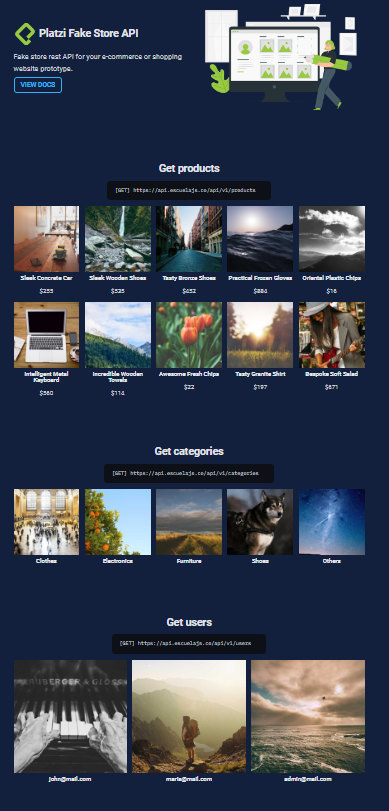 Platzi Fake Store API
Fake store rest API for your e-commerce or shopping
website prototype.
VIEW DOCS
Get products
[GET] https://api.escuelajs.co/api/v1/products
Sleek Concrete Car
Sleek Wooden Shoes
Tasty Bronze Shoes
Practical Frozen Gloves
Oriental Plastic Chips
$255
$525
$452
$884
$16
Intelligent Metal
Keyboard
Incredible Wooden
Towels
Awesome Fresh Chips
Tasty Granite Shirt
Bespoke Soft Salad
$360
$114
$22
$197
$671
Get categories
[GET] https://api.escuelajs.co/api/v1/categories
Clothes
Electronics
Furniture
Shoes
Others
Get users
[GET] https://api.escuelajs.co/api/v1/users
john@mail.com
maria@mail.com
admin@mail.com